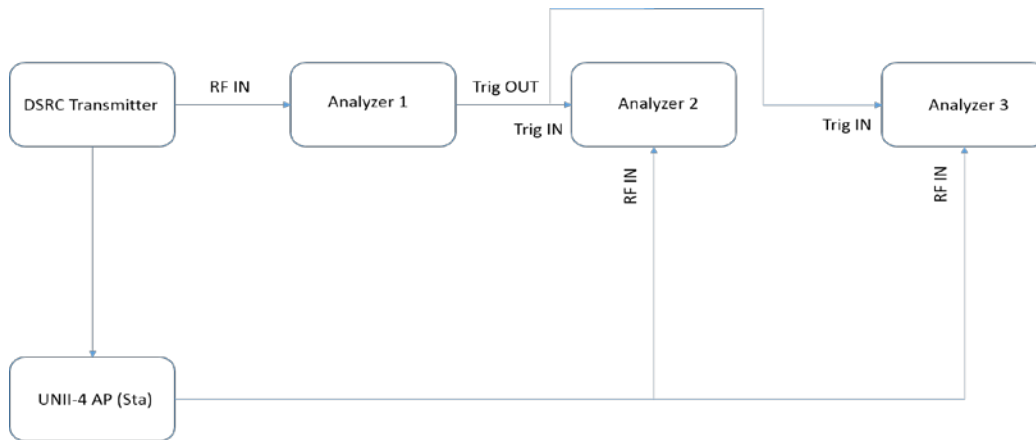 DSRC Transmitter
RF IN
Analyzer 1
Trig OUT
Trig IN
Analyzer 2
Trig IN
Analyzer 3
RF IN
RF IN
UNII-4 AP (Sta)